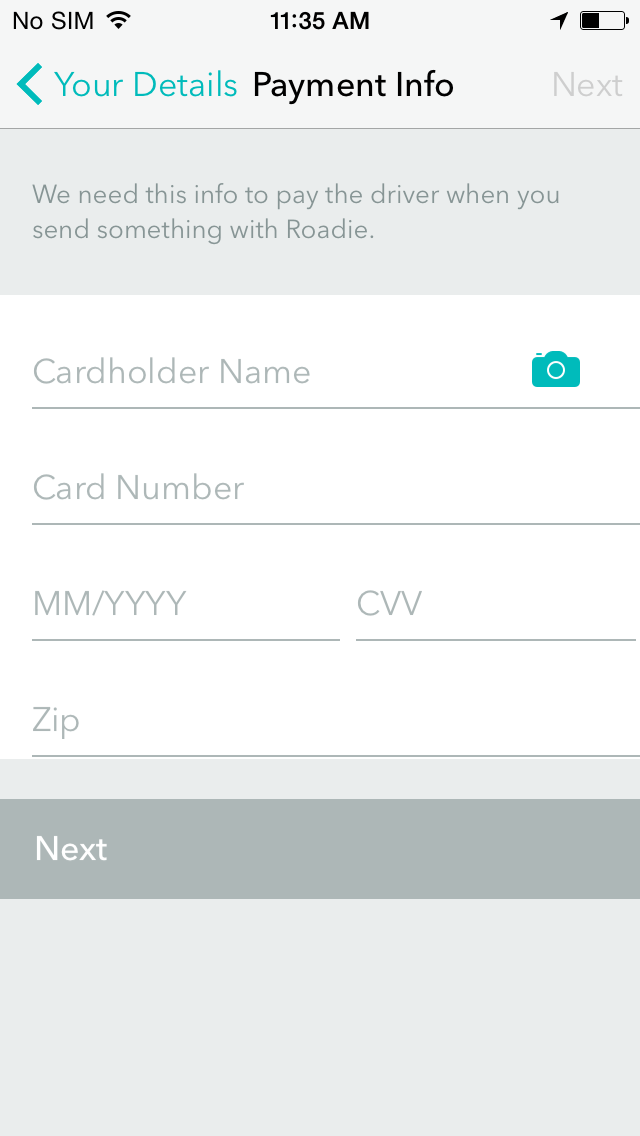 No SIM 11:35 AM
Your Details Payment Info Next
We need this info to pay the driver when you
send something with Roadie.
Cardholder Name
Card Number
MM/YYYY CVV
Zip
Next